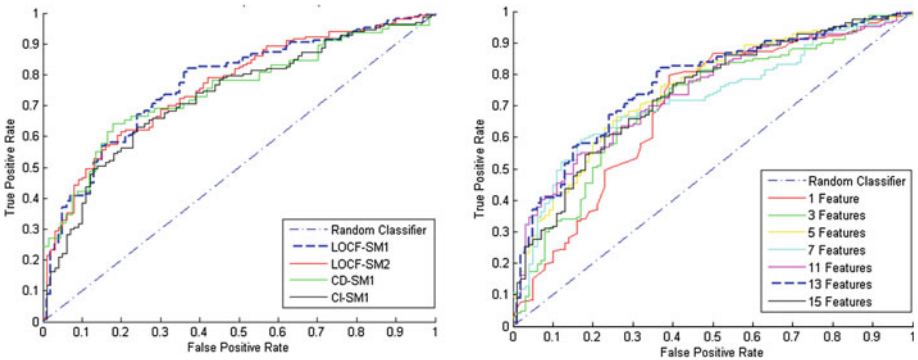 1
0.9
0.8
0.7
0.6
0.5
0.4
0.3
0.2
0.1
0
True Positive Rate
0 0.1 0.2 0.3 0.4 0.5 0.6 0.7 0.8 0.9 1
False Positive Rate
Random Classifier
LOCF-SM1
LOCF-SM2
CD-SM1
CI-SM1
1
0.9
0.8
0.7
0.6
0.5
0.4
0.3
0.2
0.1
0
True Positive Rate
0 0.1 0.2 0.3 0.4 0.5 0.6 0.7 0.8 0.9 1
False Positive Rate
Random Classifier
1 Feature
3 Features
5 Features
7 Features
11 Features
13 Features
15 Features